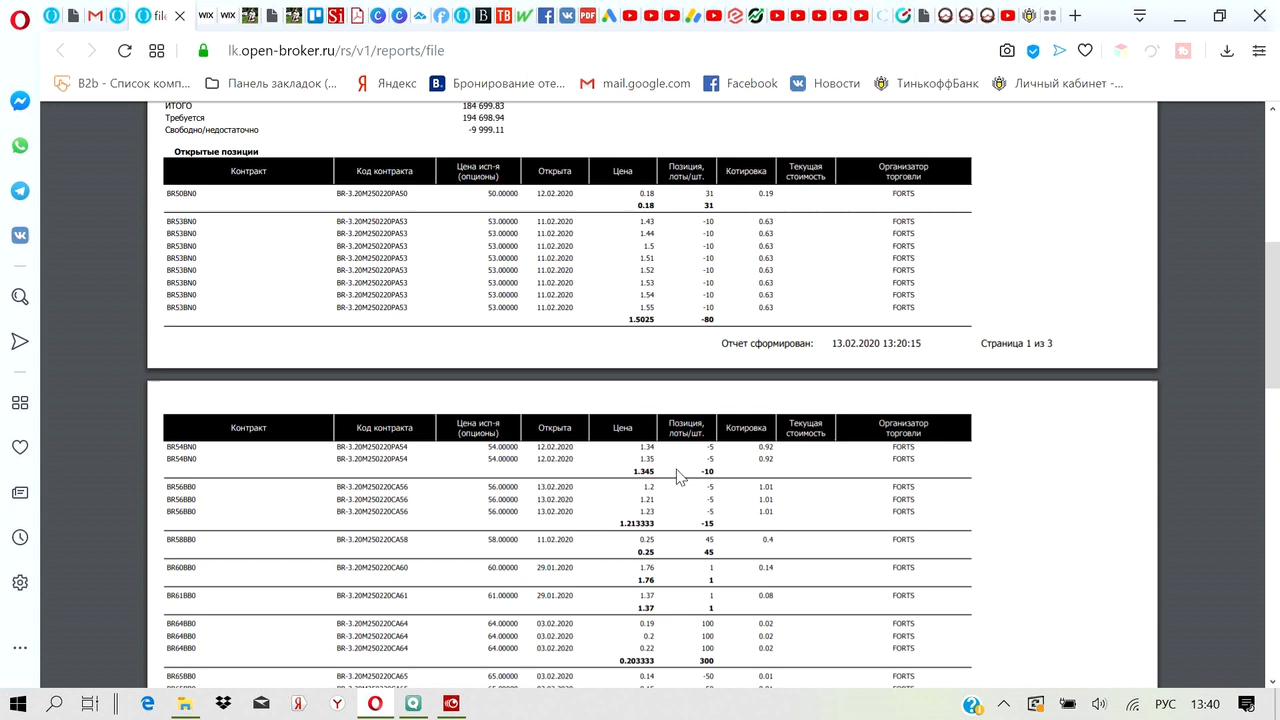 file
lk.open-broker.ru/rs/v1/reports/file
B2b - Список комп... Панель закладок (... Яндекс Бронирование оте... mail.google.com Facebook Новости ТинькоффБанк Личный кабинет -...
ИТОГО 184 699.83
Требуется 194 698.94
Свободно/недостаточно -9 999.11
Открытые позиции
Контракт Код контракта Цена исп-я (опционы) Открыта Цена Позиция, лоты/шт. Котировка Текущая стоимость Организатор торговли
BR50BN0 BR-3.20M250220PA50 50.00000 12.02.2020 0.18 31 0.19 FORTS
0.18 31
BR53BN0 BR-3.20M250220PA53 53.00000 11.02.2020 1.43 -10 0.63 FORTS
BR53BN0 BR-3.20M250220PA53 53.00000 11.02.2020 1.44 -10 0.63 FORTS
BR53BN0 BR-3.20M250220PA53 53.00000 11.02.2020 1.5 -10 0.63 FORTS
BR53BN0 BR-3.20M250220PA53 53.00000 11.02.2020 1.51 -10 0.63 FORTS
BR53BN0 BR-3.20M250220PA53 53.00000 11.02.2020 1.52 -10 0.63 FORTS
BR53BN0 BR-3.20M250220PA53 53.00000 11.02.2020 1.53 -10 0.63 FORTS
BR53BN0 BR-3.20M250220PA53 53.00000 11.02.2020 1.54 -10 0.63 FORTS
BR53BN0 BR-3.20M250220PA53 53.00000 11.02.2020 1.55 -10 0.63 FORTS
1.5025 -80
Отчет сформирован: 13.02.2020 13:20:15 Страница 1 из 3
Контракт Код контракта Цена исп-я (опционы) Открыта Цена Позиция, лоты/шт. Котировка Текущая стоимость Организатор торговли
BR54BN0 BR-3.20M250220PA54 54.00000 12.02.2020 1.34 -5 0.92 FORTS
BR54BN0 BR-3.20M250220PA54 54.00000 12.02.2020 1.35 -5 0.92 FORTS
1.345 -10
BR56BB0 BR-3.20M250220CA56 56.00000 13.02.2020 1.2 -5 1.01 FORTS
BR56BB0 BR-3.20M250220CA56 56.00000 13.02.2020 1.21 -5 1.01 FORTS
BR56BB0 BR-3.20M250220CA56 56.00000 13.02.2020 1.23 -5 1.01 FORTS
1.213333 -15
BR58BB0 BR-3.20M250220CA58 58.00000 11.02.2020 0.25 45 0.4 FORTS
0.25 45
BR60BB0 BR-3.20M250220CA60 60.00000 29.01.2020 1.76 1 0.14 FORTS
1.76 1
BR61BB0 BR-3.20M250220CA61 61.00000 29.01.2020 1.37 1 0.08 FORTS
1.37 1
BR64BB0 BR-3.20M250220CA64 64.00000 03.02.2020 0.19 100 0.02 FORTS
BR64BB0 BR-3.20M250220CA64 64.00000 03.02.2020 0.2 100 0.02 FORTS
BR64BB0 BR-3.20M250220CA64 64.00000 03.02.2020 0.22 100 0.02 FORTS
0.203333 300
BR65BB0 BR-3.20M250220CA65 65.00000 03.02.2020 0.14 -50 0.01 FORTS
РУС 13:40